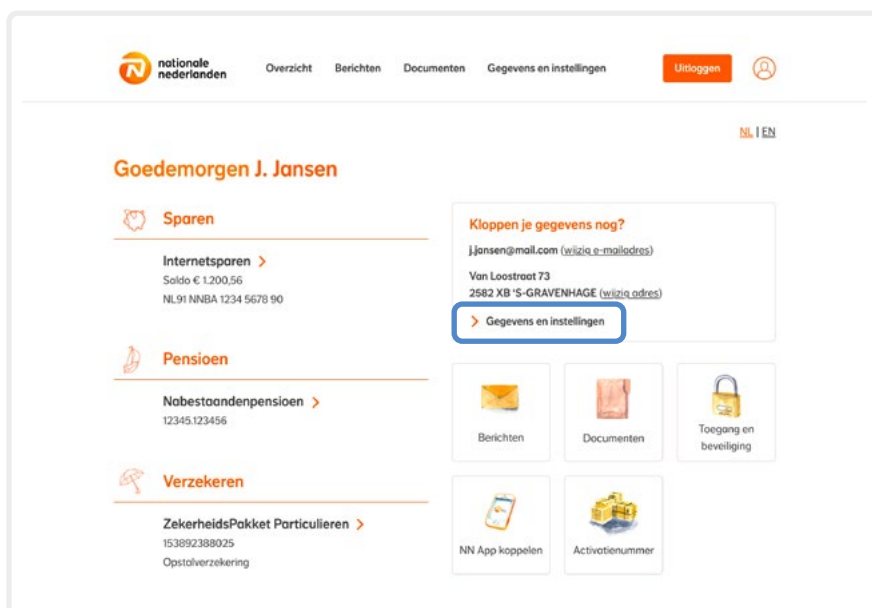 nationale
nederlanden
Overzicht Berichten Documenten Gegevens en instellingen Uitloggen
NL | EN
Goedemorgen J. Jansen
Sparen
Internetsparen
Saldo € 1.200,56
NL91 NNBA 1234 5678 90
Pensioen
Nabestaandenpensioen
12345.123456
Verzekeren
ZekerheidsPakket Particulieren
153892388025
Opstalverzekering
Kloppen je gegevens nog?
j.jansen@mail.com (wijzig e-mailadres)
Van Loostraat 73
2582 XB 'S-GRAVENHAGE (wijzig adres)
Gegevens en instellingen
Berichten
Documenten
Toegang en
beveiliging
NN App koppelen
Activatienummer